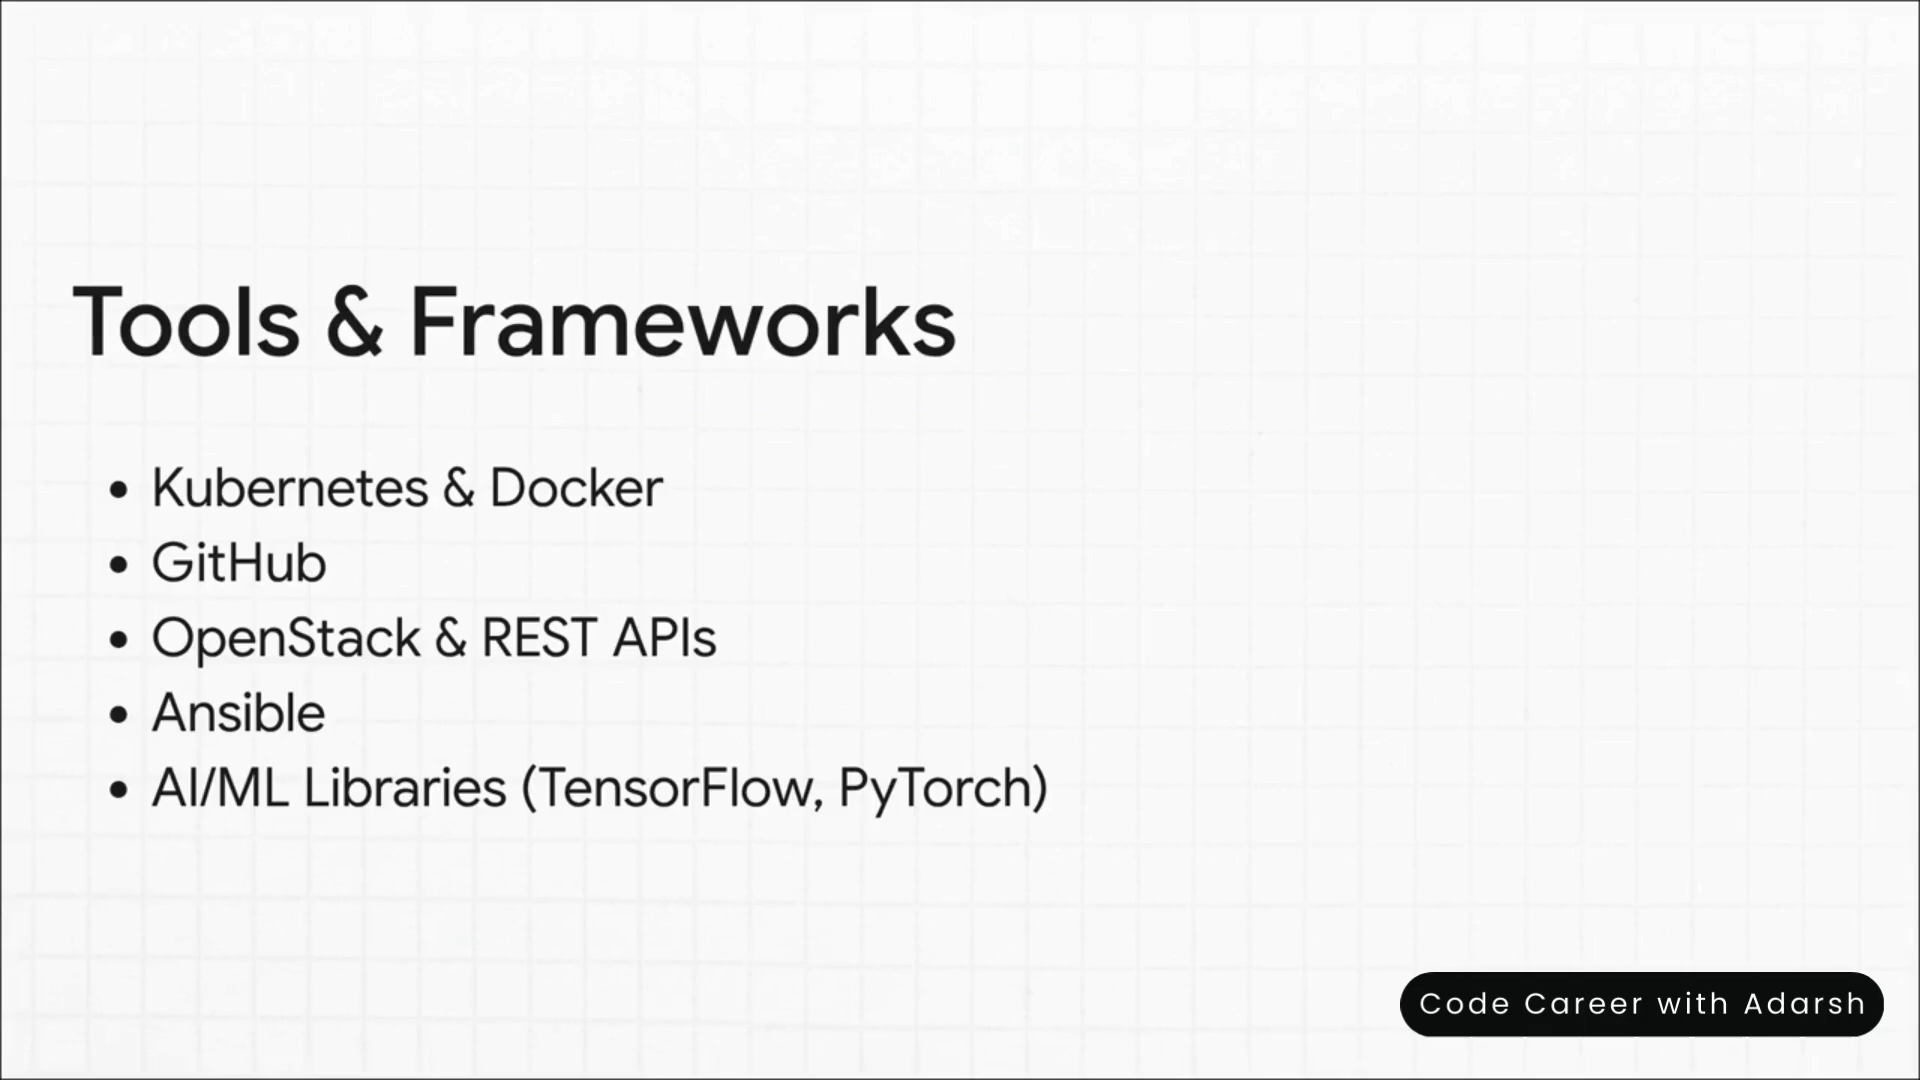 Tools & Frameworks
• Kubernetes & Docker
• GitHub
• OpenStack & REST APIs
• Ansible
• AI/ML Libraries (TensorFlow, PyTorch)
Code Career with Adarsh